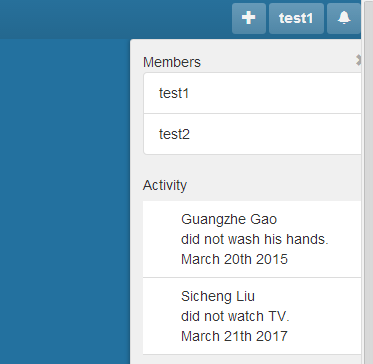 test1
Members
test1
test2
Activity
Guangzhe Gao
did not wash his hands.
March 20th 2015
Sicheng Liu
did not watch TV.
March 21th 2017